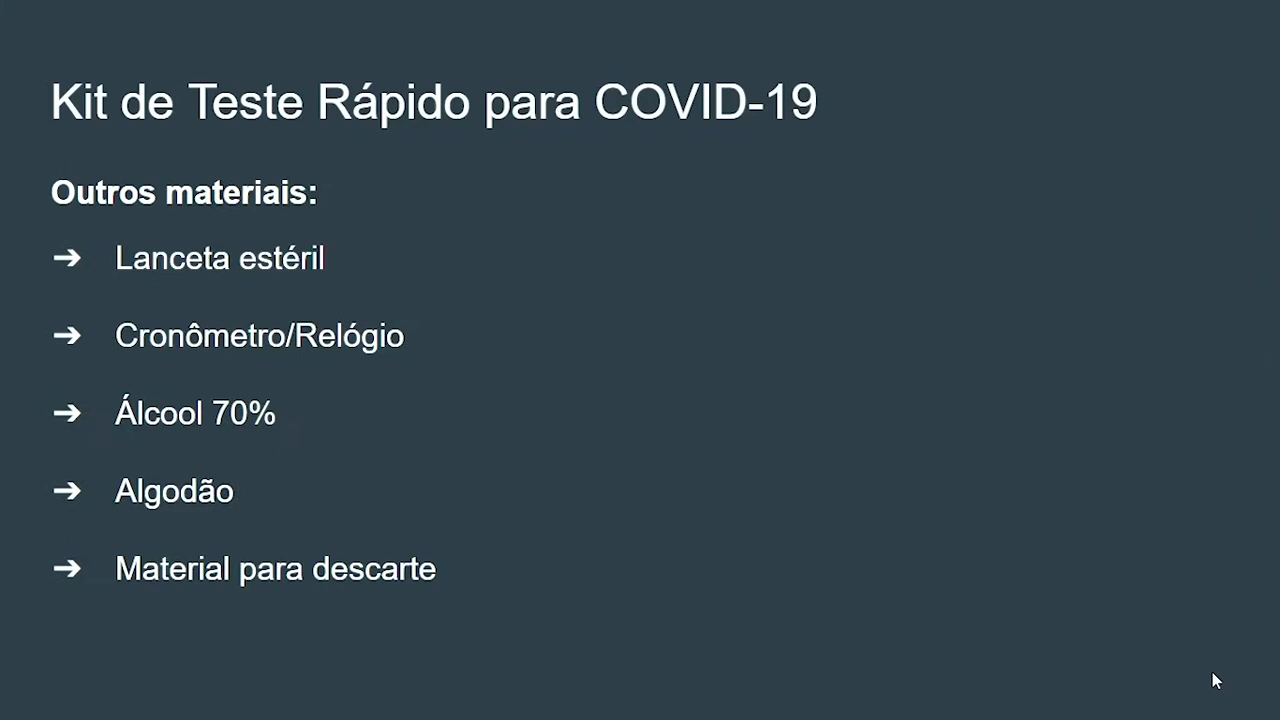 Kit de Teste Rápido para COVID-19
Outros materiais:
➔ Lanceta estéril
➔ Cronômetro/Relógio
➔ Álcool 70%
➔ Algodão
➔ Material para descarte